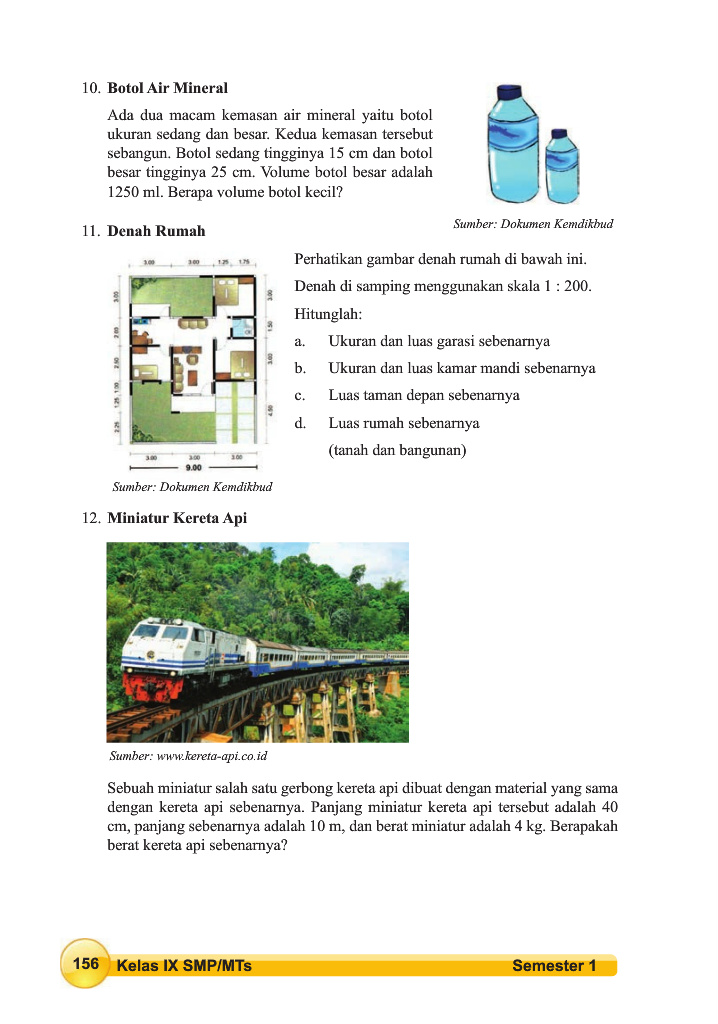 10. Botol Air Mineral
Ada dua macam kemasan air mineral yaitu botol
ukuran sedang dan besar. Kedua kemasan tersebut
sebangun. Botol sedang tingginya 15 cm dan botol
besar tingginya 25 cm. Volume botol besar adalah
1250 ml. Berapa volume botol kecil?
Sumber: Dokumen Kemdikbud
11. Denah Rumah
3.00 3.00 1.25 1.75
3.00 2.60 2.50 1.00 1.25 2.25
3.00 1.50 3.60 4.50
3.00 3.00 3.00
9.00
Sumber: Dokumen Kemdikbud
Perhatikan gambar denah rumah di bawah ini.
Denah di samping menggunakan skala 1 : 200.
Hitunglah:
a. Ukuran dan luas garasi sebenarnya
b. Ukuran dan luas kamar mandi sebenarnya
c. Luas taman depan sebenarnya
d. Luas rumah sebenarnya
(tanah dan bangunan)
12. Miniatur Kereta Api
Sumber: www.kereta-api.co.id
Sebuah miniatur salah satu gerbong kereta api dibuat dengan material yang sama
dengan kereta api sebenarnya. Panjang miniatur kereta api tersebut adalah 40
cm, panjang sebenarnya adalah 10 m, dan berat miniatur adalah 4 kg. Berapakah
berat kereta api sebenarnya?
156 Kelas IX SMP/MTs Semester 1